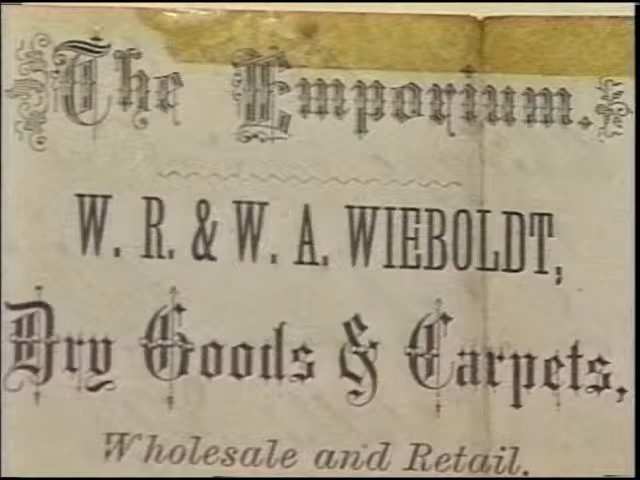 The Emporium.
W. R. & W. A. WIEBOLDT,
Dry Goods & Carpets,
Wholesale and Retail.